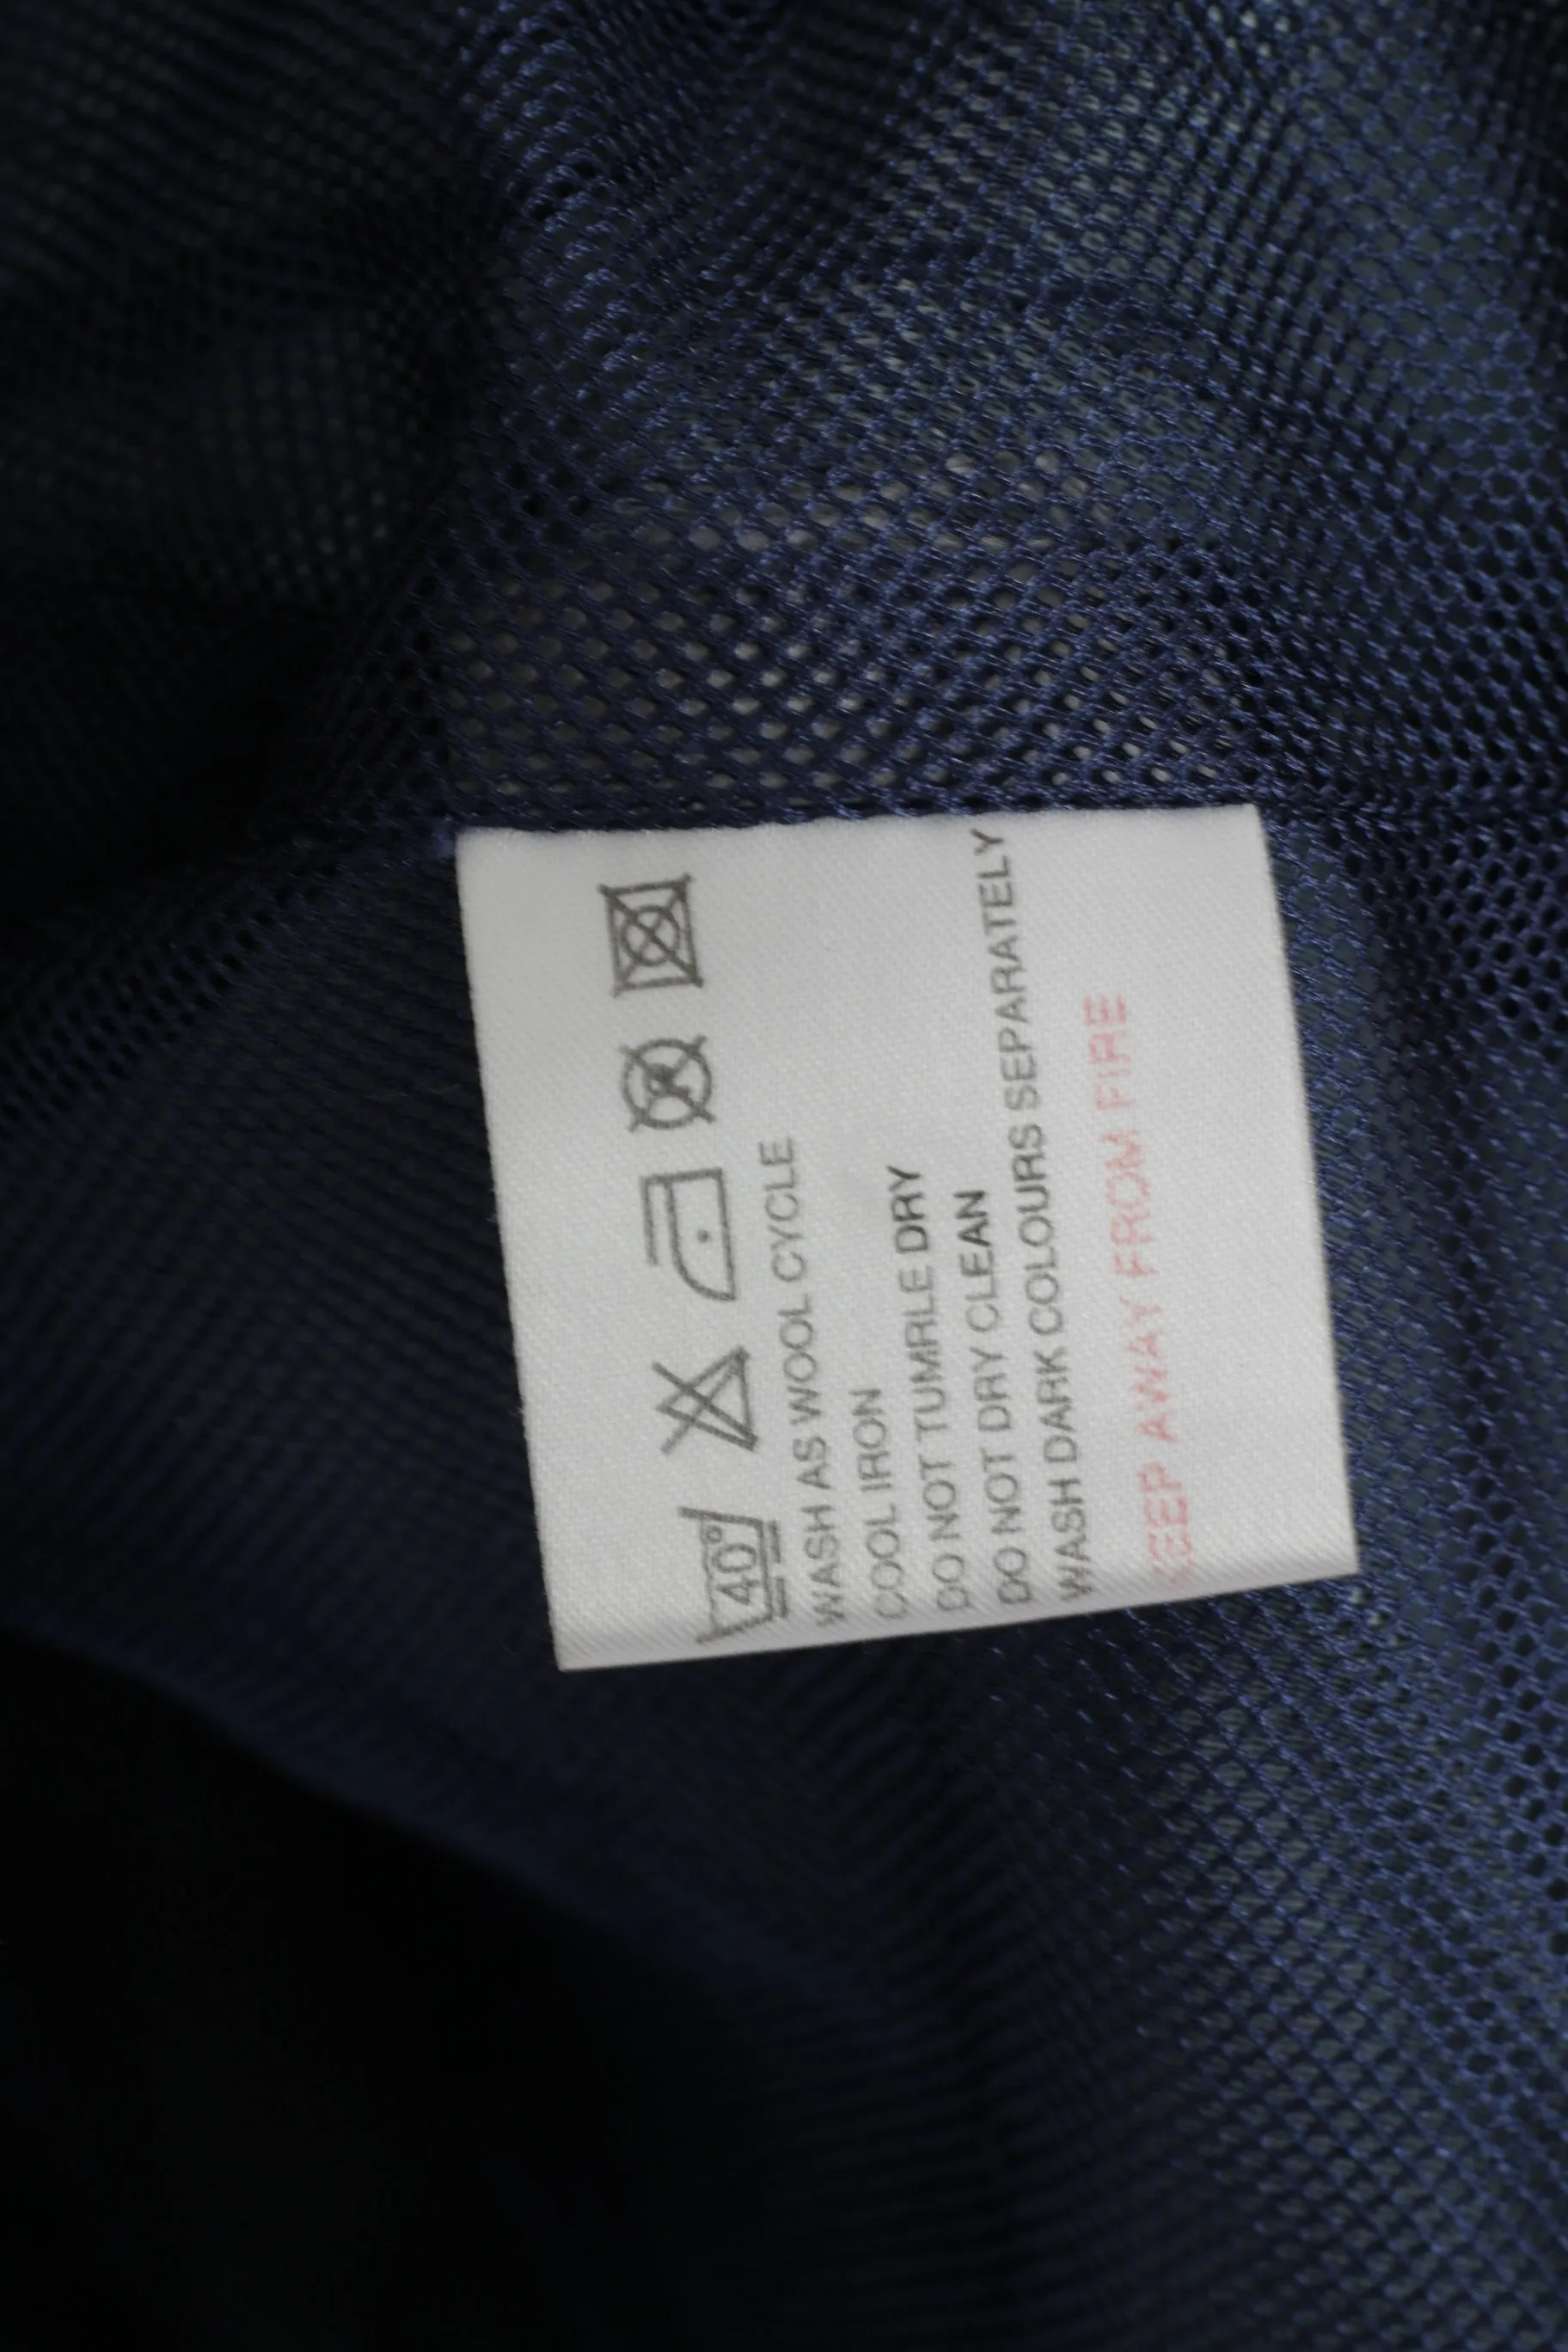 40°
WASH AS WOOL CYCLE
COOL IRON
DO NOT TUMRLE DRY
DO NOT DRY CLEAN
WASH DARK COLOURS SEPARATELY
KEEP AWAY FROM FIRE